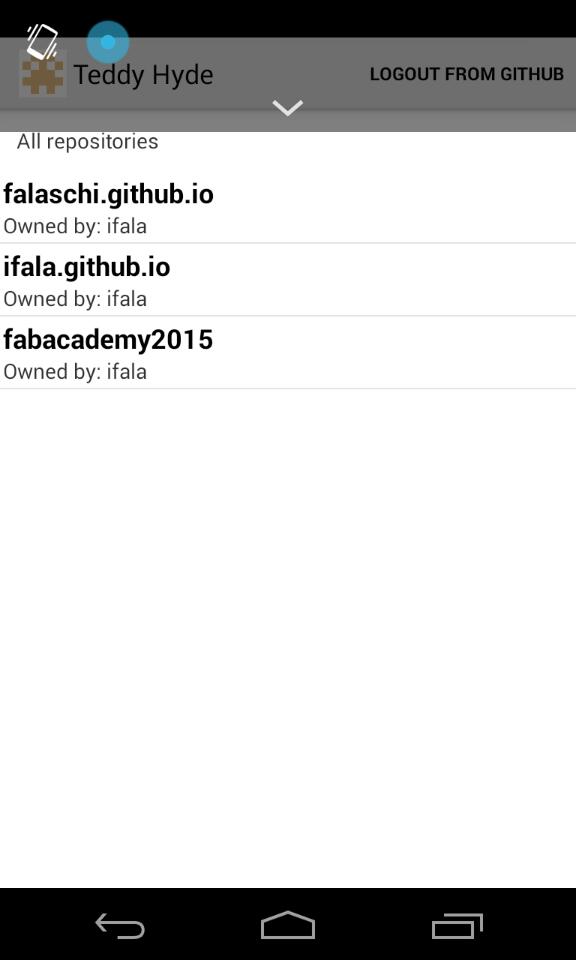 Teddy Hyde
LOGOUT FROM GITHUB
All repositories
falaschi.github.io
Owned by: ifala
ifala.github.io
Owned by: ifala
fabacademy2015
Owned by: ifala